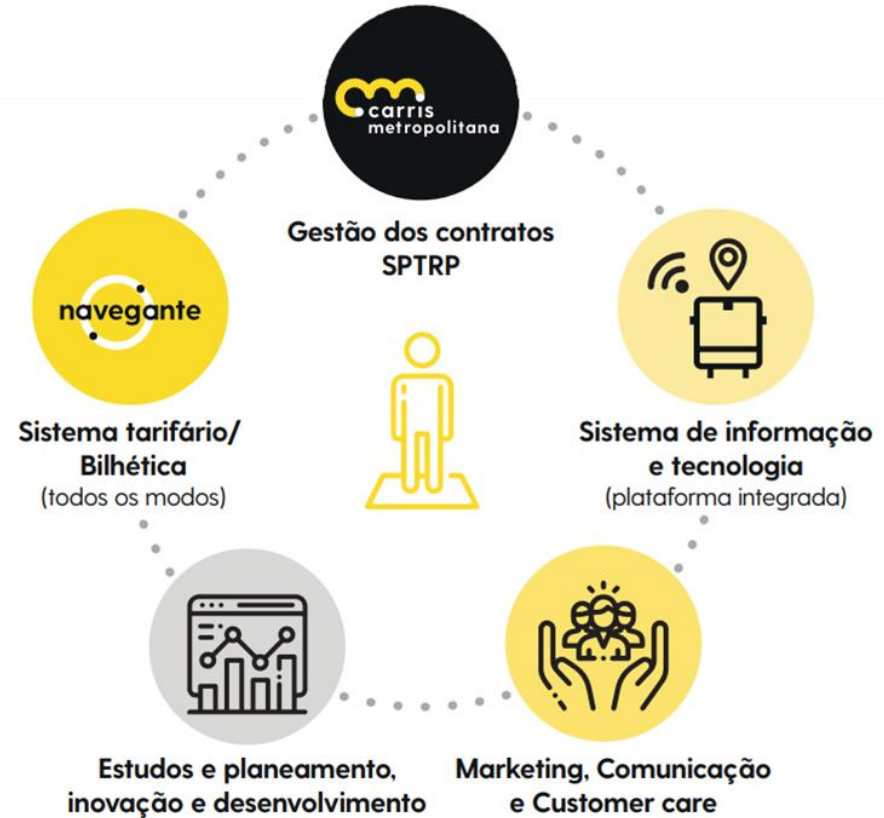 carris
metropolitana
Gestão dos contratos
SPTRP
navegante
Sistema tarifário/
Bilhética
(todos os modos)
Sistema de informação
e tecnologia
(plataforma integrada)
Estudos e planeamento,
inovação e desenvolvimento
Marketing, Comunicação
e Customer care